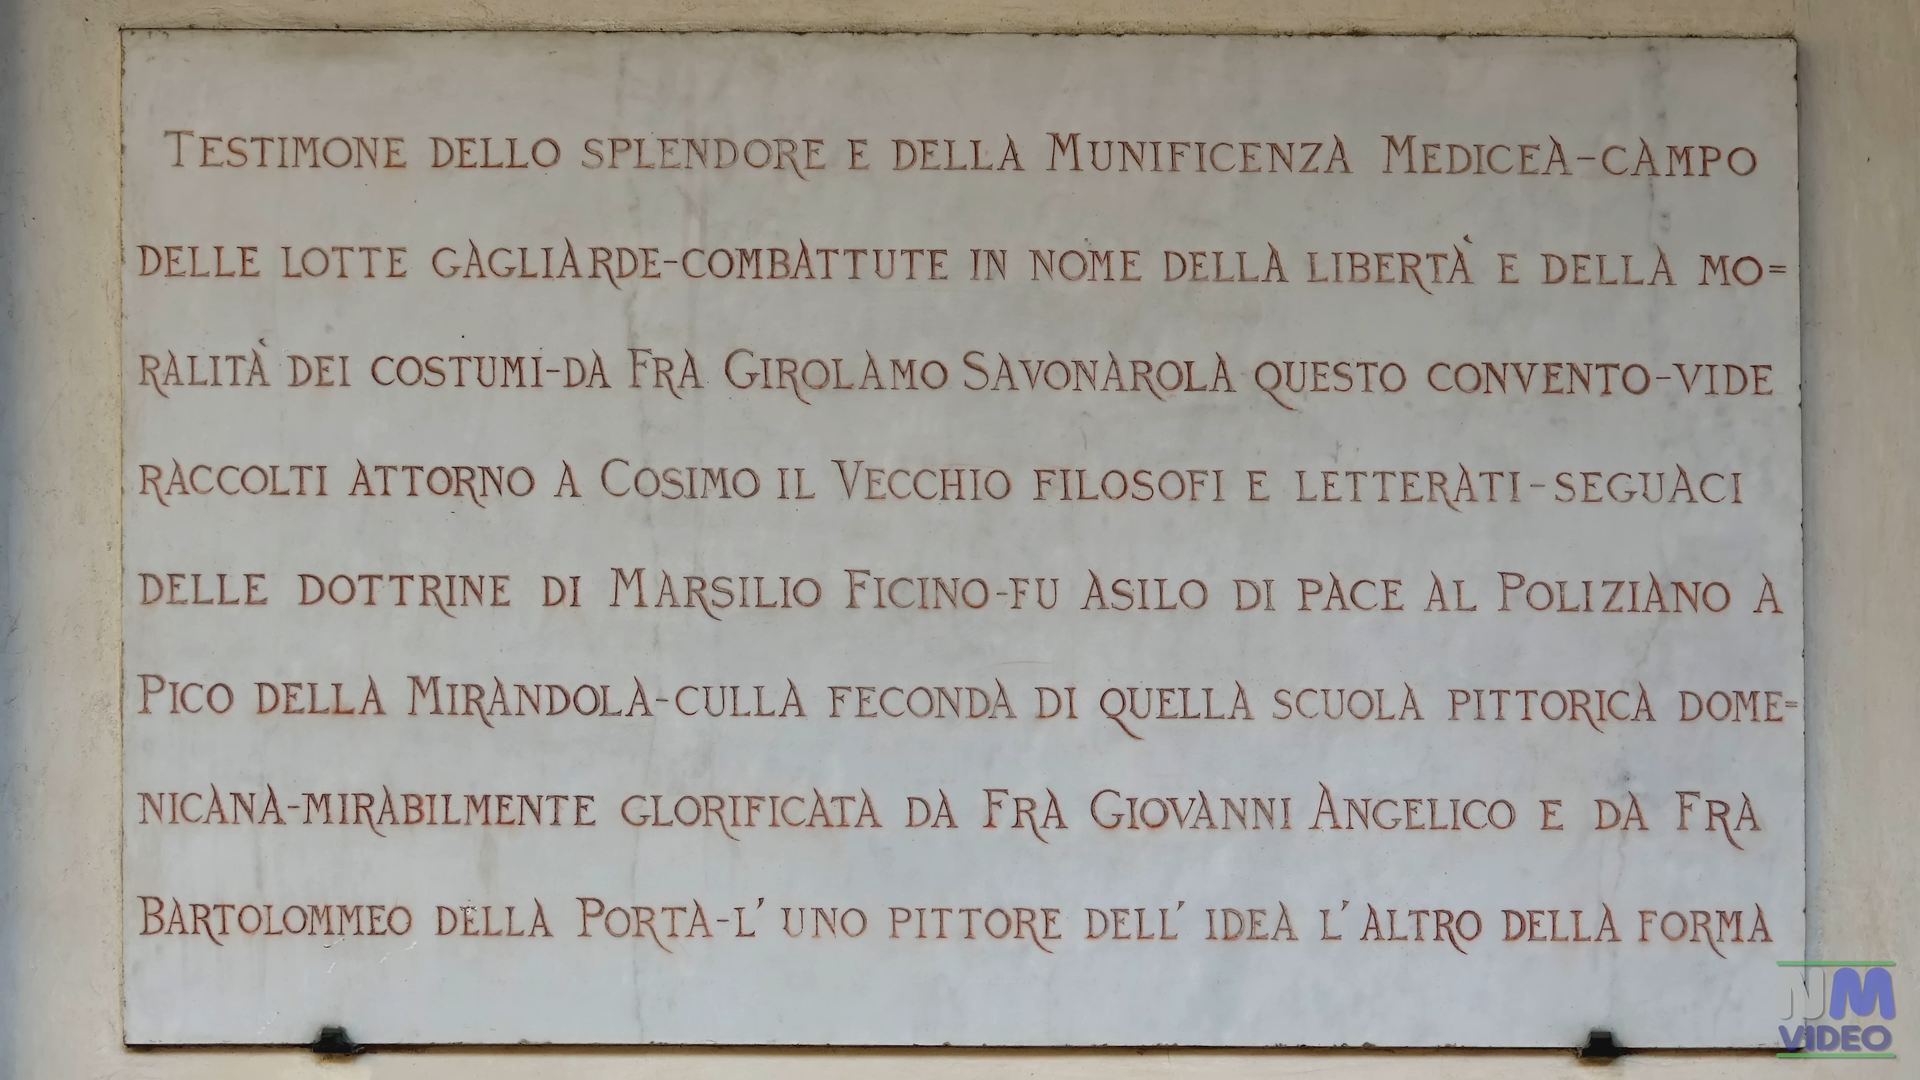 TESTIMONE DELLO SPLENDORE E DELLA MUNIFICENZA MEDICEA-CAMPO
DELLE LOTTE GAGLIARDE-COMBATTUTE IN NOME DELLA LIBERTÀ E DELLA MO=
RALITÀ DEI COSTUMI-DA FRA GIROLAMO SAVONAROLA QUESTO CONVENTO-VIDE
RACCOLTI ATTORNO A COSIMO IL VECCHIO FILOSOFI E LETTERATI-SEGUACI
DELLE DOTTRINE DI MARSILIO FICINO-FU ASILO DI PACE AL POLIZIANO A
PICO DELLA MIRANDOLA-CULLA FECONDA DI QUELLA SCUOLA PITTORICA DOME=
NICANA-MIRABILMENTE GLORIFICATA DA FRA GIOVANNI ANGELICO E DA FRA
BARTOLOMMEO DELLA PORTA-L' UNO PITTORE DELL' IDEA L'ALTRO DELLA FORMA
NM
VIDEO